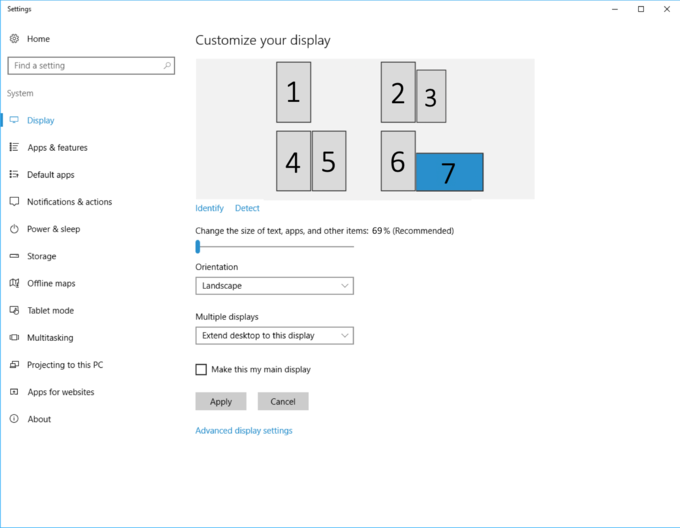 Settings
Home
Find a setting
System
Display
Apps & features
Default apps
Notifications & actions
Power & sleep
Storage
Offline maps
Tablet mode
Multitasking
Projecting to this PC
Apps for websites
About
Customize your display
1 2 3
4 5 6 7
Identify Detect
Change the size of text, apps, and other items: 69% (Recommended)
Orientation
Landscape
Multiple displays
Extend desktop to this display
Make this my main display
Apply Cancel
Advanced display settings